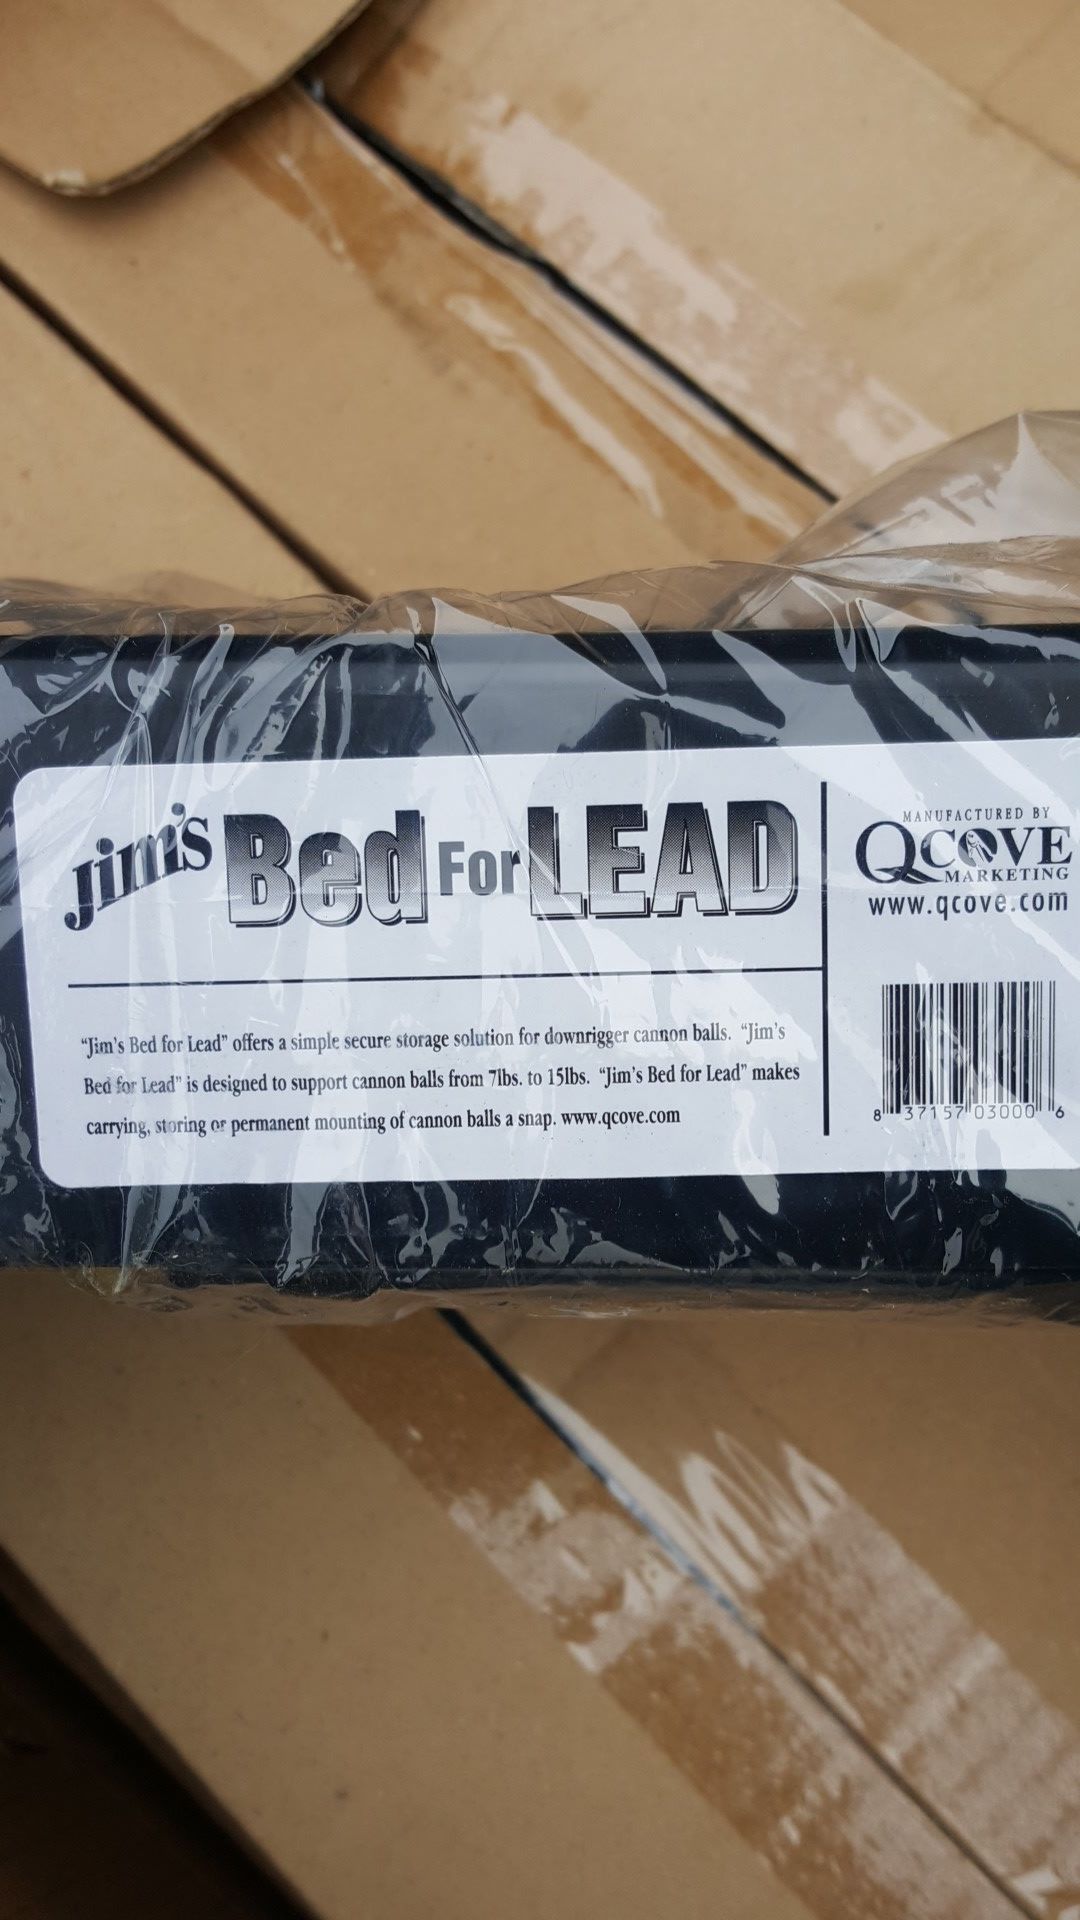 Jim's Bed For LEAD
MANUFACTURED BY
QCOVE
MARKETING
www.qcove.com
"Jim's Bed for Lead" offers a simple secure storage solution for downrigger cannon balls. "Jim's
Bed for Lead" is designed to support cannon balls from 7lbs. to 15lbs. "Jim's Bed for Lead" makes
carrying, storing or permanent mounting of cannon balls a snap. www.qcove.com
8 37157 03000 6